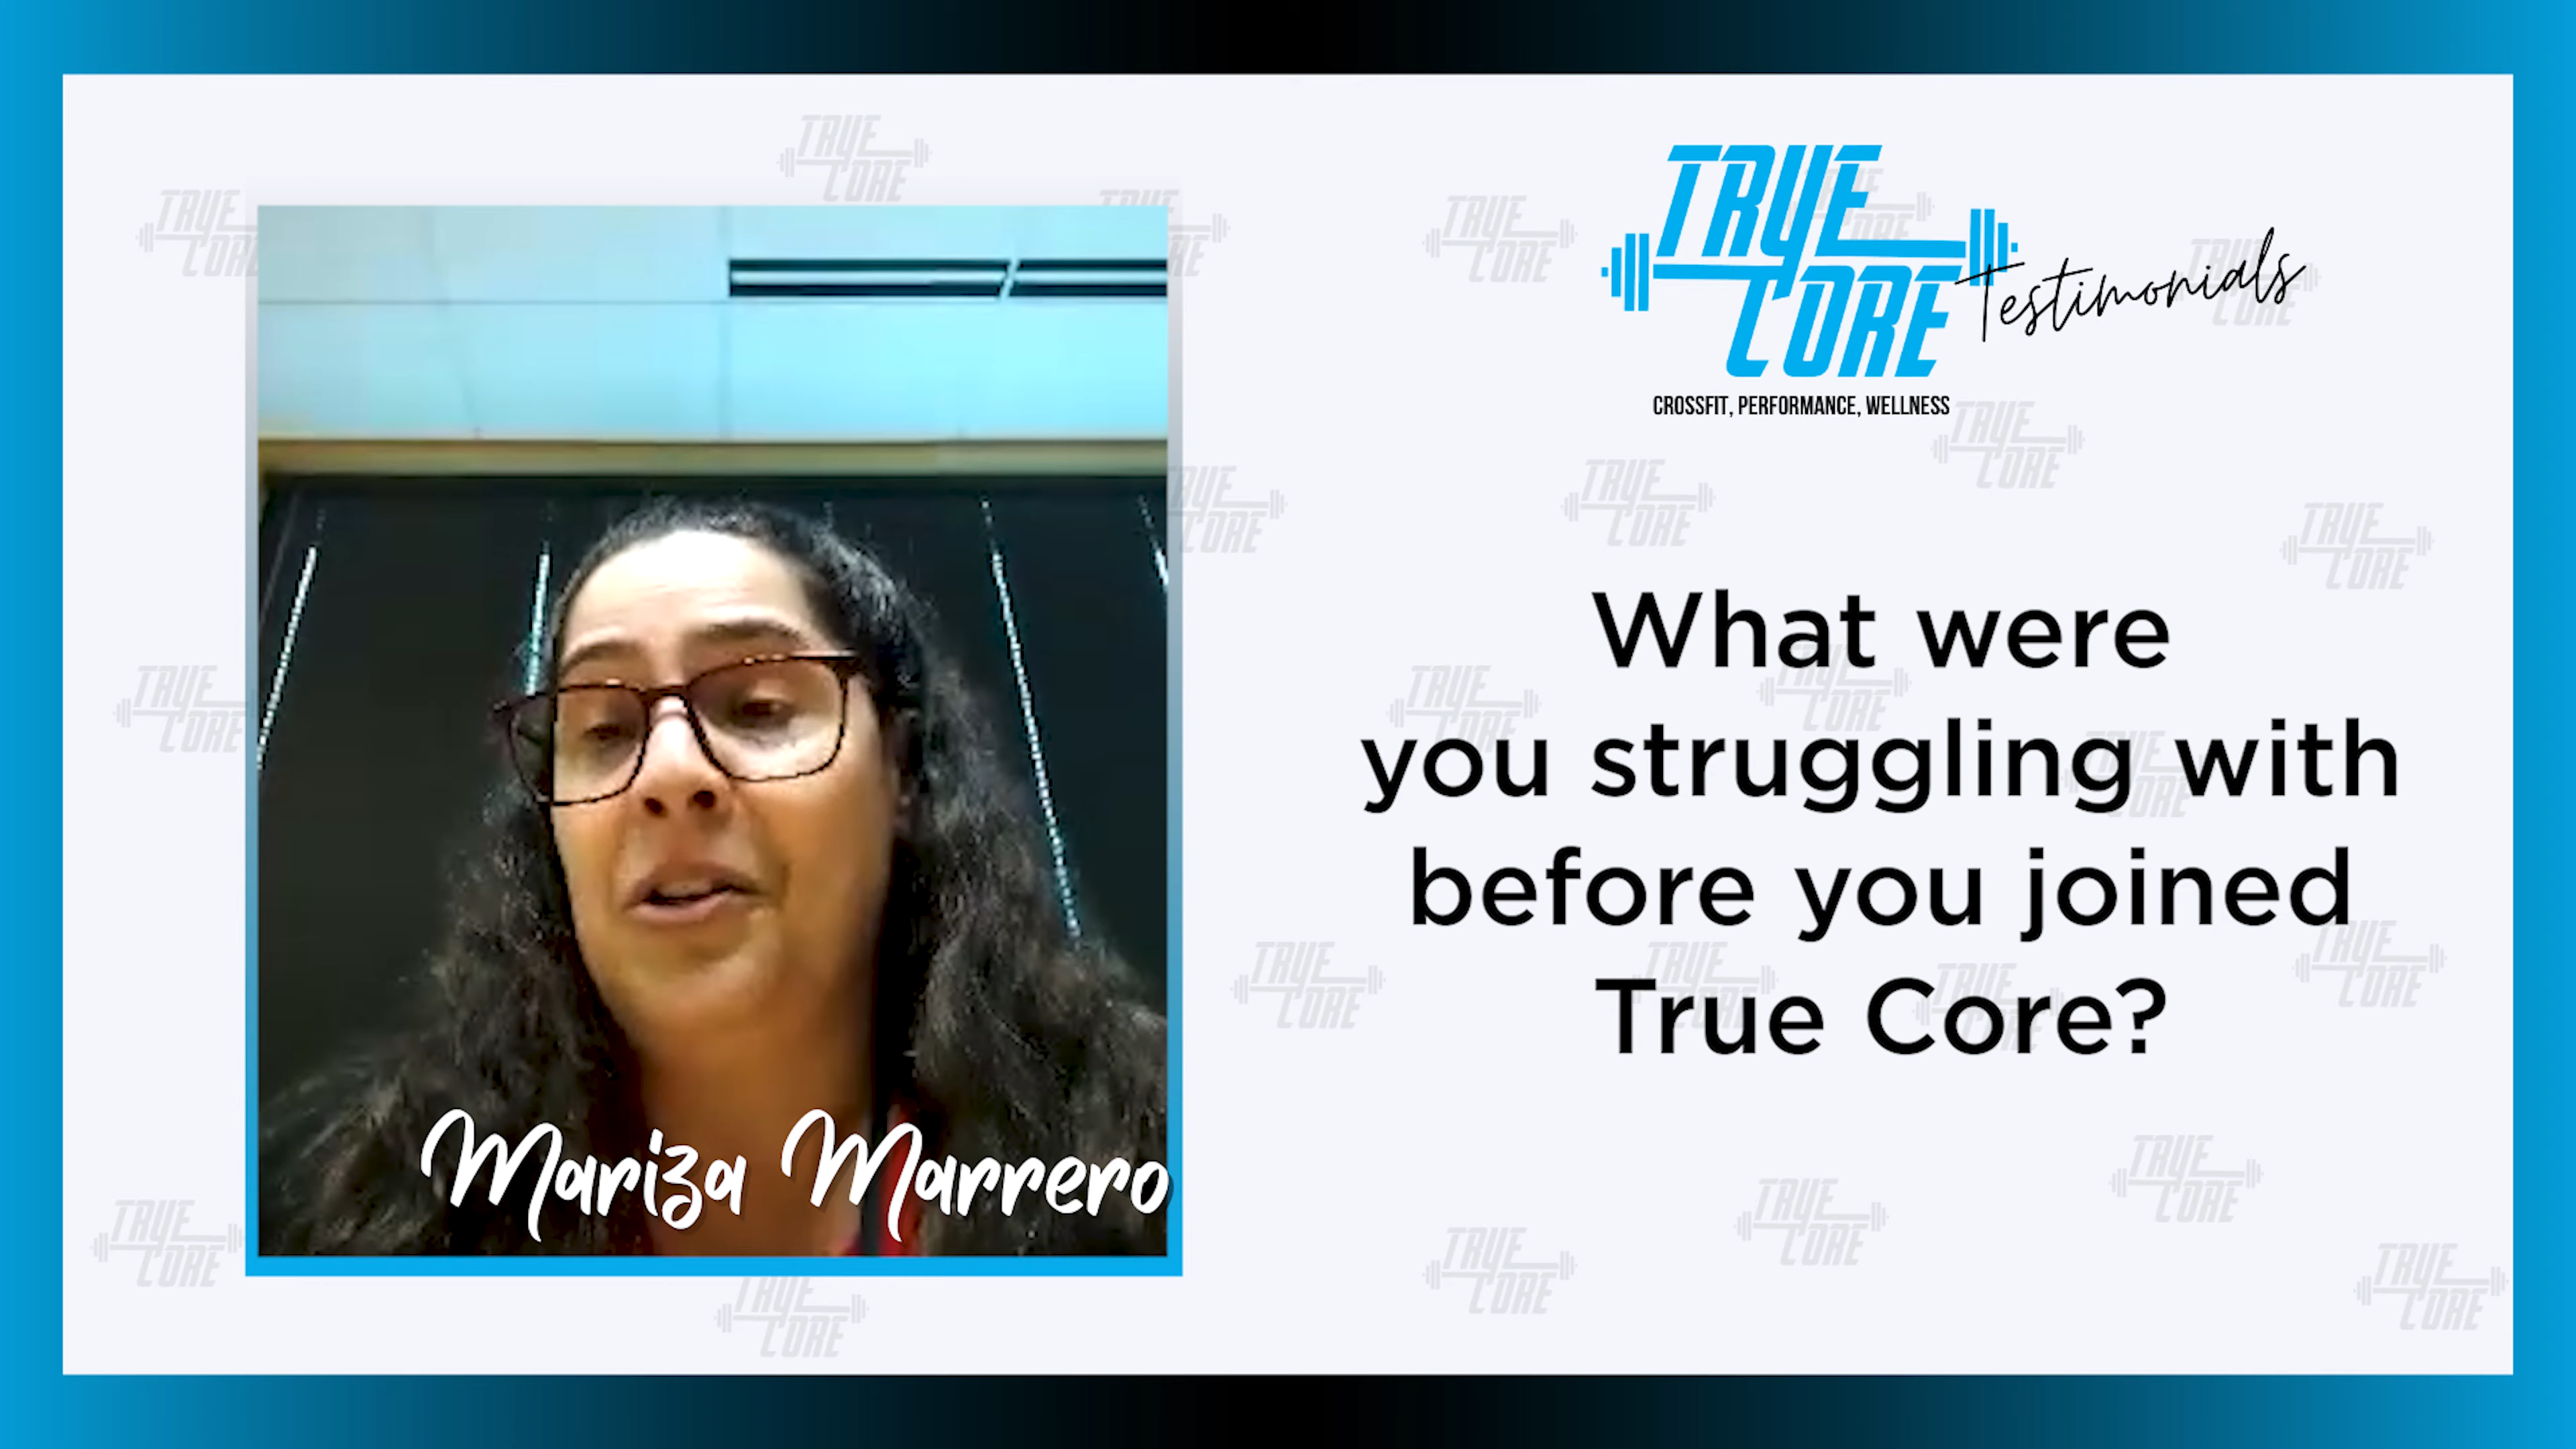 TRUE
CORE
Testimonials
CROSSFIT, PERFORMANCE, WELLNESS
What were
you struggling with
before you joined
True Core?
Mariza Marrero